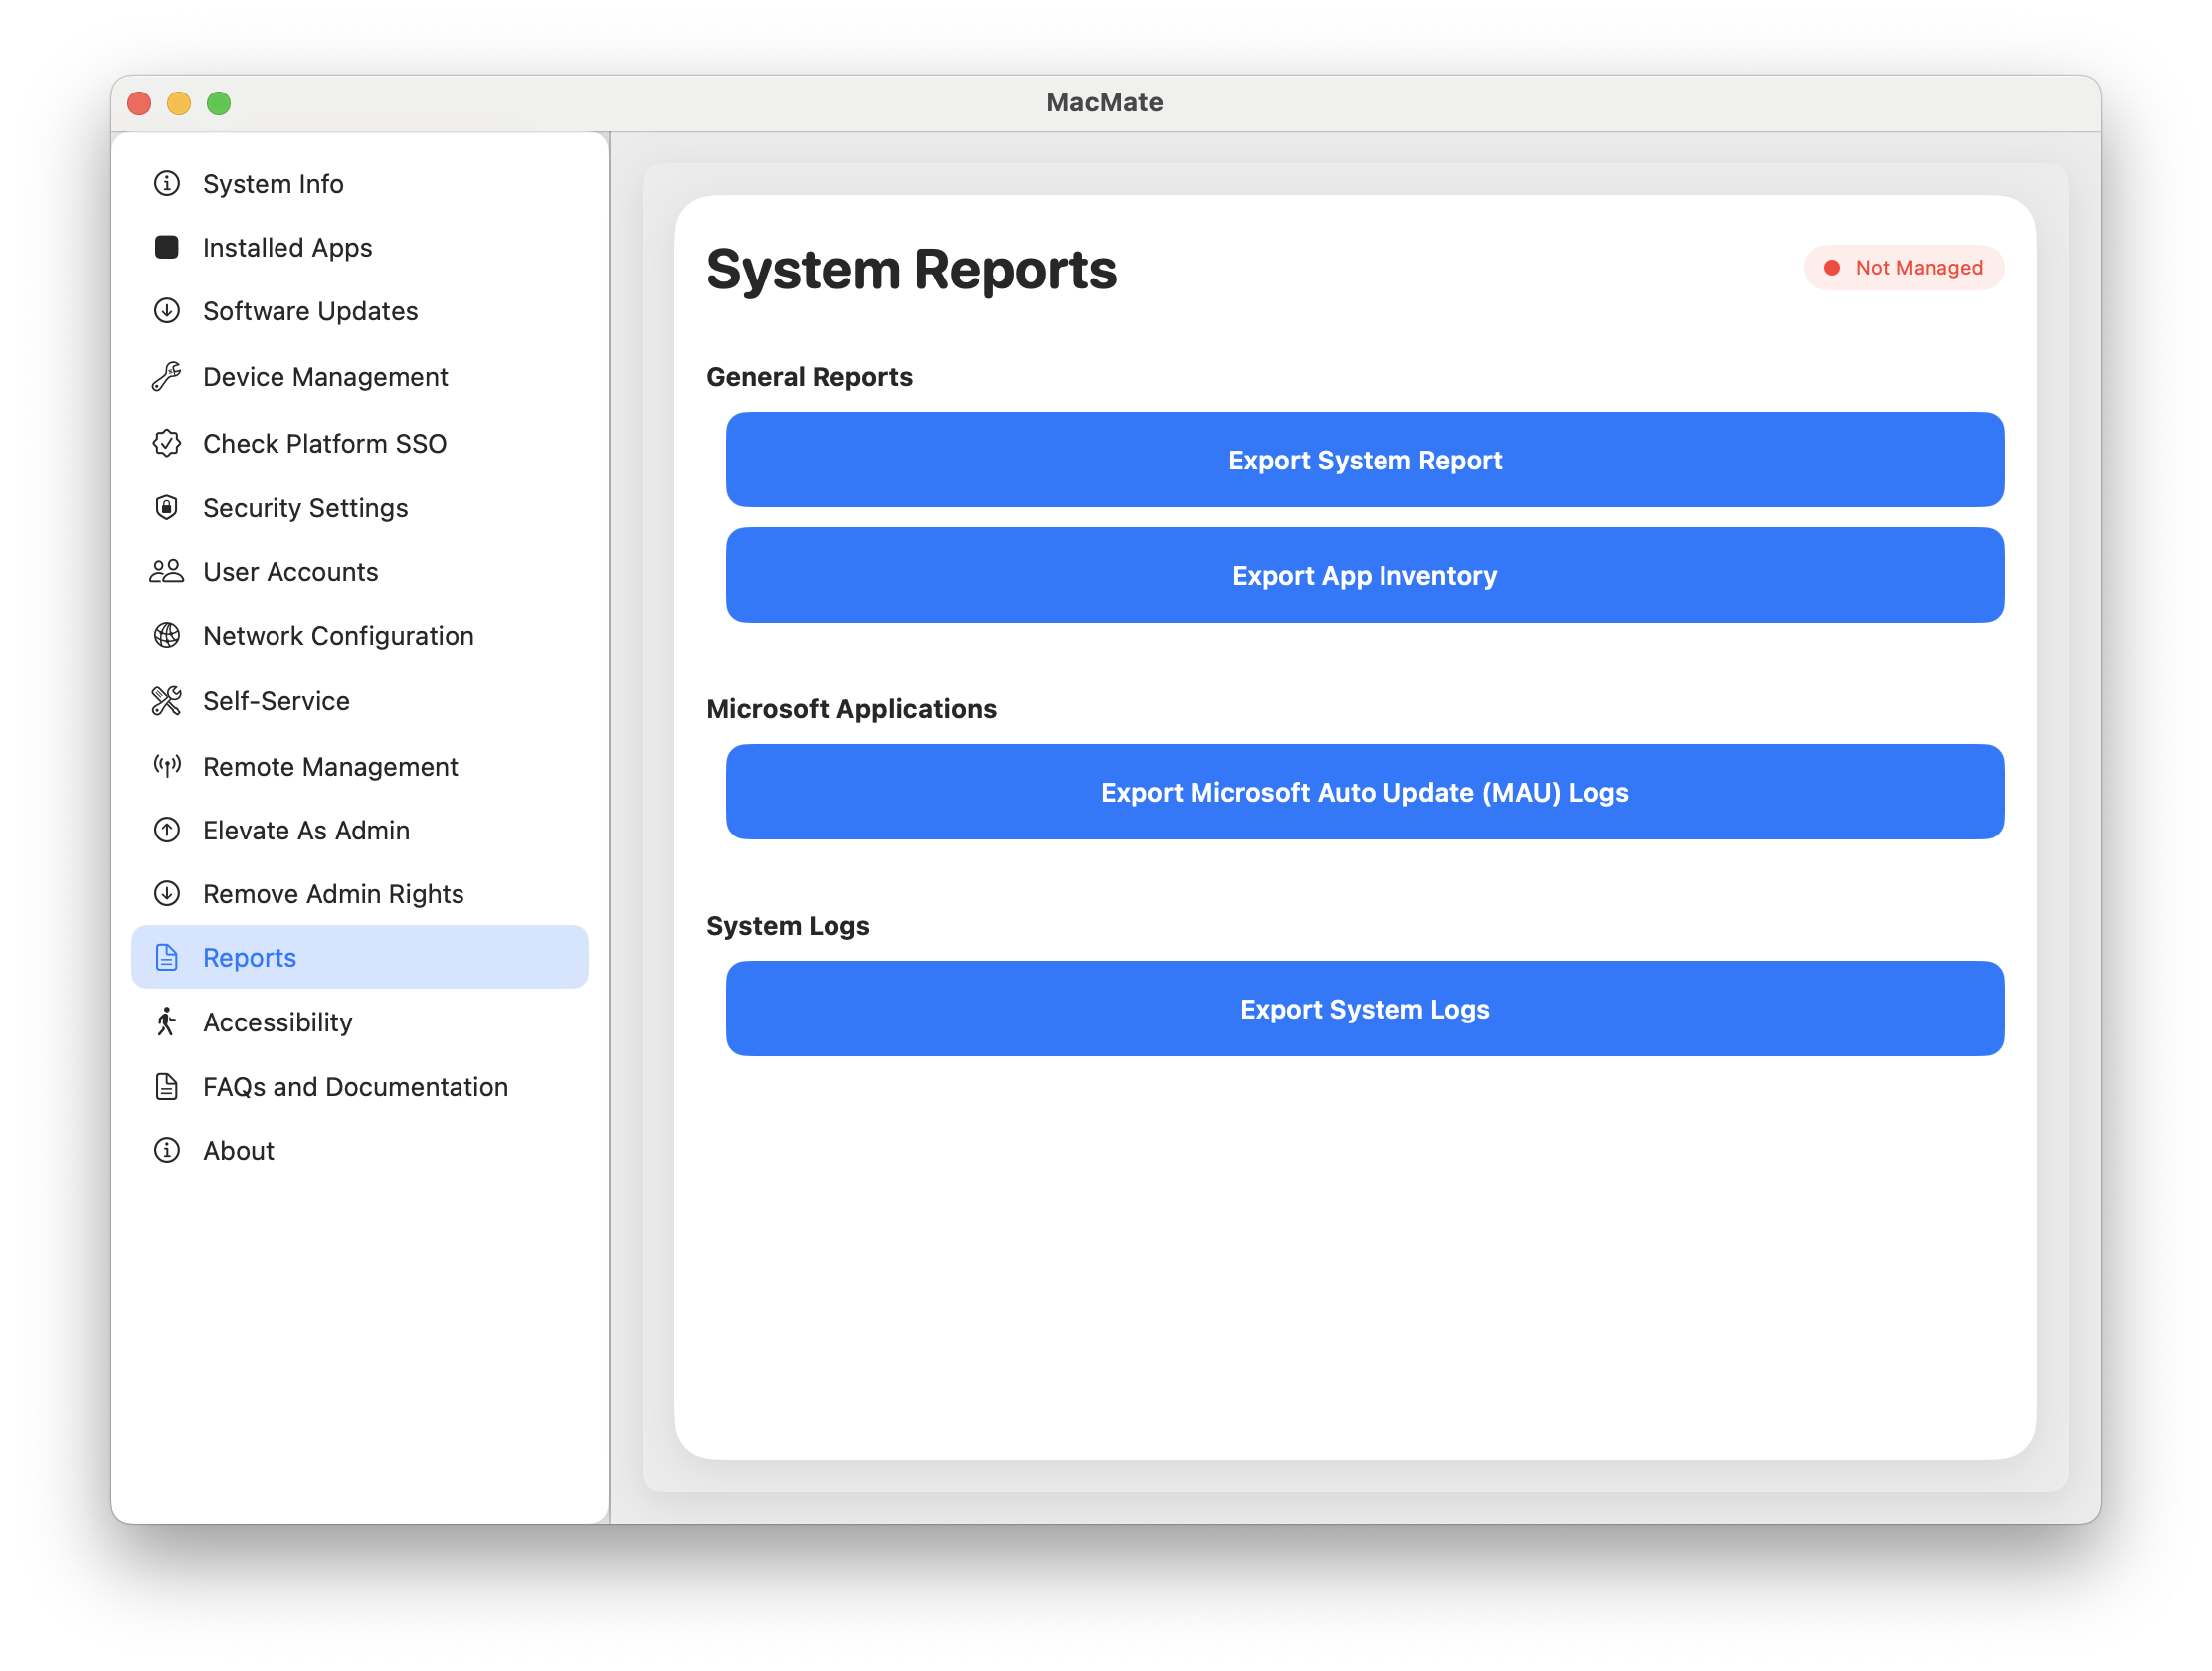 MacMate
System Info
Installed Apps
Software Updates
Device Management
Check Platform SSO
Security Settings
User Accounts
Network Configuration
Self-Service
Remote Management
Elevate As Admin
Remove Admin Rights
Reports
Accessibility
FAQs and Documentation
About
System Reports
Not Managed
General Reports
Export System Report
Export App Inventory
Microsoft Applications
Export Microsoft Auto Update (MAU) Logs
System Logs
Export System Logs